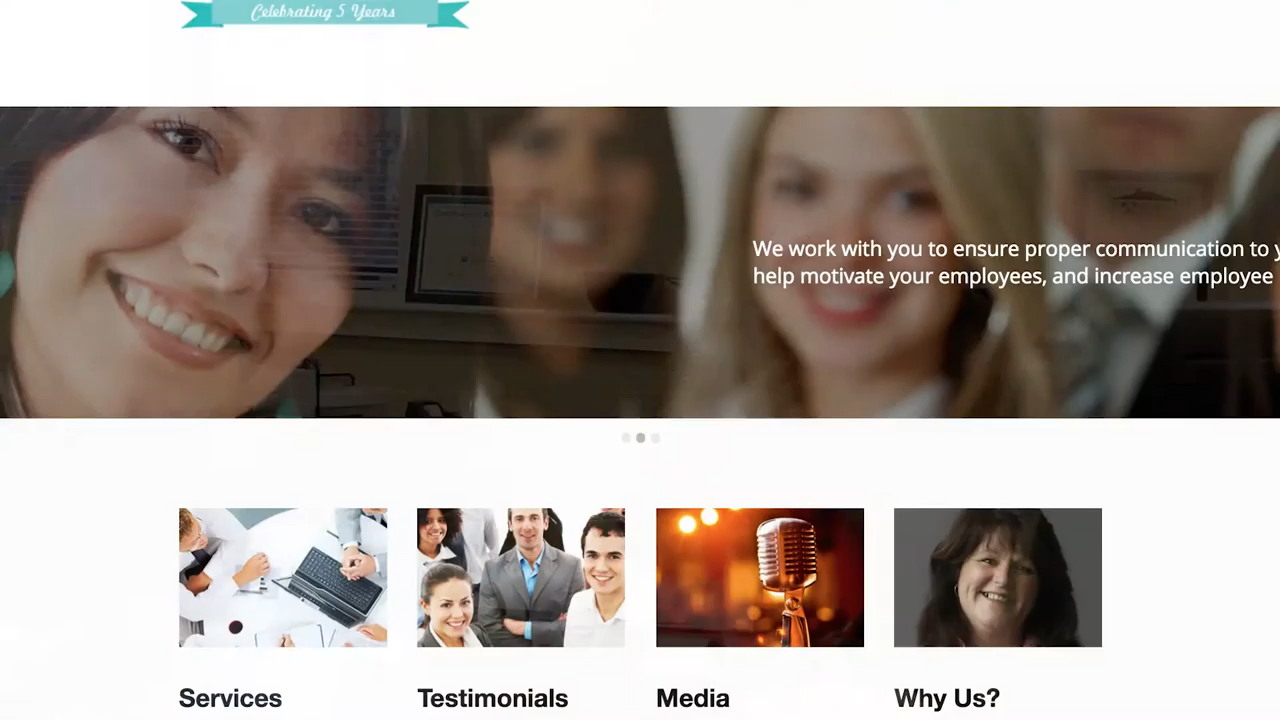 Celebrating 5 Years
We work with you to ensure proper communication to
help motivate your employees, and increase employee
Services
Testimonials
Media
Why Us?